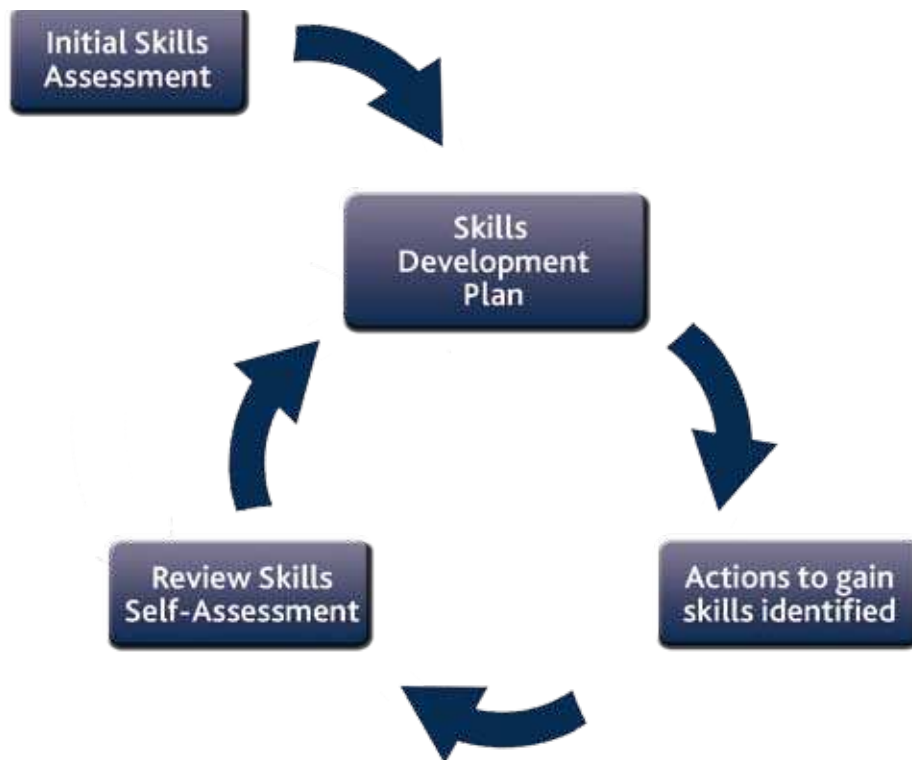 Initial Skills
Assessment
Skills
Development
Plan
Review Skills
Self-Assessment
Actions to gain
skills identified